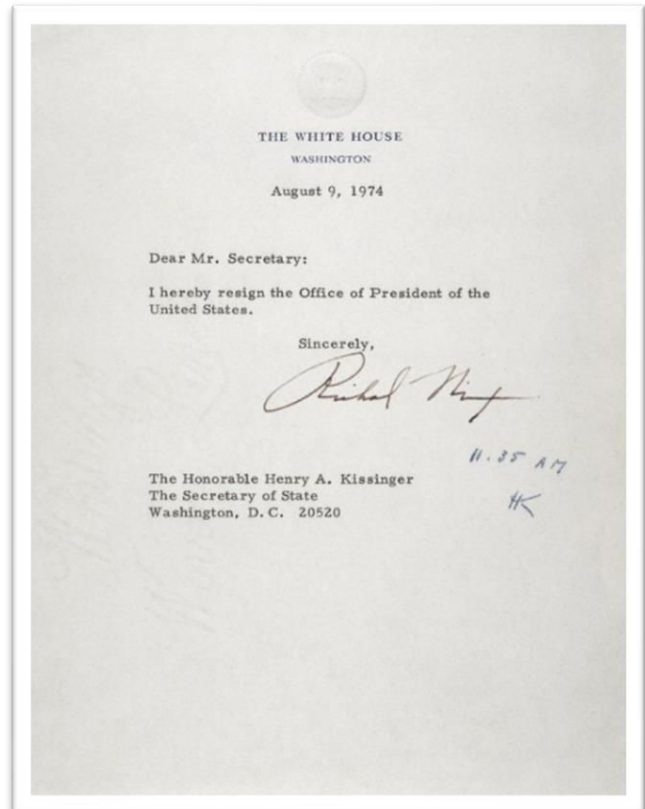 THE WHITE HOUSE
WASHINGTON
August 9, 1974
Dear Mr. Secretary:
I hereby resign the Office of President of the
United States.
Sincerely,
Richard Nixon
11.35 AM
HK
The Honorable Henry A. Kissinger
The Secretary of State
Washington, D.C. 20520